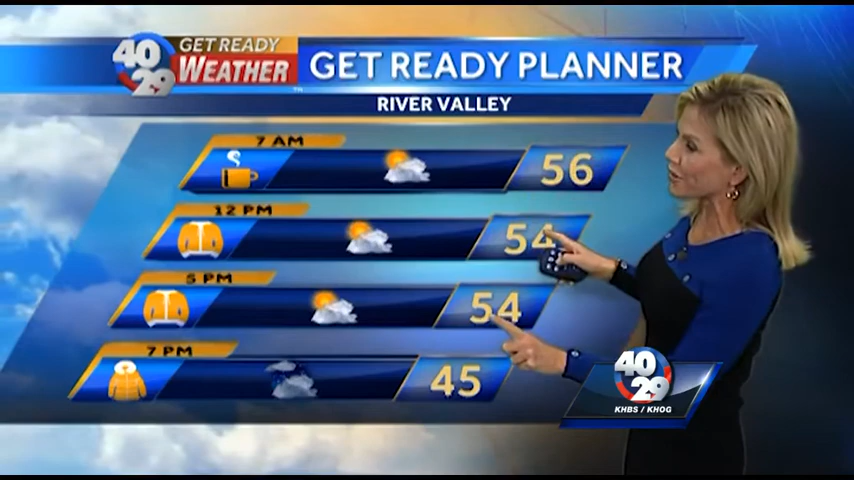 40
29
GET READY
WEATHER™
GET READY PLANNER
RIVER VALLEY
7 AM
56
12 PM
54
5 PM
54
7 PM
45
40
29
KHBS / KHOG